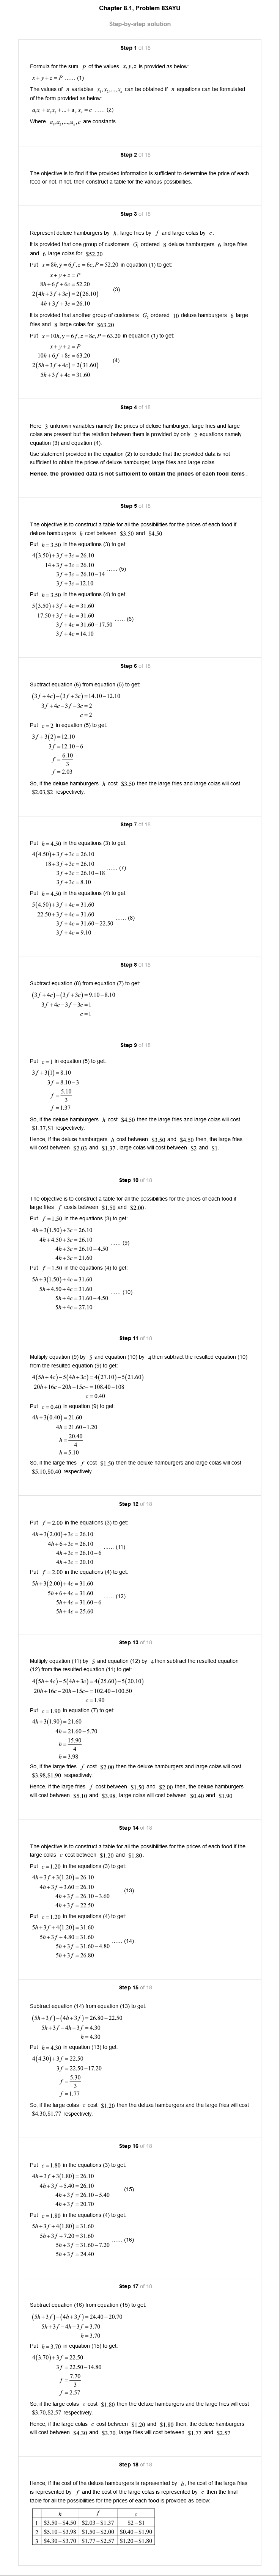 Chapter 8.1, Problem 83AYU
Step-by-step solution
Step 1 of 18
Formula for the sum P of the values x, y, z is provided as below:
x + y + z = P ...... (1)
The values of n variables x₁, x₂, ..., xₙ can be obtained if n equations can be formulated
of the form provided as below:
a₁x₁ + a₂x₂ + ... + aₙxₙ = c ...... (2)
Where a₁, a₂, ..., aₙ, c are constants.
Step 2 of 18
The objective is to find if the provided information is sufficient to determine the price of each
food or not. If not, then construct a table for the various possibilities.
Step 3 of 18
Represent deluxe hamburgers by h, large fries by f and large colas by c.
It is provided that one group of customers G₁ ordered 8 deluxe hamburgers 6 large fries
and 6 large colas for $52.20.
Put x = 8h, y = 6f, z = 6c, P = 52.20 in equation (1) to get:
x + y + z = P
8h + 6f + 6c = 52.20
2(4h + 3f + 3c) = 2(26.10) ...... (3)
4h + 3f + 3c = 26.10
It is provided that another group of customers G₂ ordered 10 deluxe hamburgers 6 large
fries and 8 large colas for $63.20.
Put x = 10h, y = 6f, z = 8c, P = 63.20 in equation (1) to get:
x + y + z = P
10h + 6f + 8c = 63.20
2(5h + 3f + 4c) = 2(31.60) ...... (4)
5h + 3f + 4c = 31.60
Step 4 of 18
Here 3 unknown variables namely the prices of deluxe hamburger, large fries and large
colas are present but the relation between them is provided by only 2 equations namely
equation (3) and equation (4).
Use statement provided in the equation (2) to conclude that the provided data is not
sufficient to obtain the prices of deluxe hamburger, large fries and large colas.
Hence, the provided data is not sufficient to obtain the prices of each food items .
Step 5 of 18
The objective is to construct a table for all the possibilities for the prices of each food if
deluxe hamburgers h cost between $3.50 and $4.50.
Put h = 3.50 in the equations (3) to get:
4(3.50) + 3f + 3c = 26.10
14 + 3f + 3c = 26.10
3f + 3c = 26.10 − 14 ...... (5)
3f + 3c = 12.10
Put h = 3.50 in the equations (4) to get:
5(3.50) + 3f + 4c = 31.60
17.50 + 3f + 4c = 31.60
3f + 4c = 31.60 − 17.50 ...... (6)
3f + 4c = 14.10
Step 6 of 18
Subtract equation (6) from equation (5) to get:
(3f + 4c) − (3f + 3c) = 14.10 − 12.10
3f + 4c − 3f − 3c = 2
c = 2
Put c = 2 in equation (5) to get:
3f + 3(2) = 12.10
3f = 12.10 − 6
f = 6.10/3
f = 2.03
So, if the deluxe hamburgers h cost $3.50 then the large fries and large colas will cost
$2.03, $2 respectively.
Step 7 of 18
Put h = 4.50 in the equations (3) to get:
4(4.50) + 3f + 3c = 26.10
18 + 3f + 3c = 26.10
3f + 3c = 26.10 − 18 ...... (7)
3f + 3c = 8.10
Put h = 4.50 in the equations (4) to get:
5(4.50) + 3f + 4c = 31.60
22.50 + 3f + 4c = 31.60
3f + 4c = 31.60 − 22.50 ...... (8)
3f + 4c = 9.10
Step 8 of 18
Subtract equation (8) from equation (7) to get:
(3f + 4c) − (3f + 3c) = 9.10 − 8.10
3f + 4c − 3f − 3c = 1
c = 1
Step 9 of 18
Put c = 1 in equation (5) to get:
3f + 3(1) = 8.10
3f = 8.10 − 3
f = 5.10/3
f = 1.37
So, if the deluxe hamburgers h cost $4.50 then the large fries and large colas will cost
$1.37, $1 respectively.
Hence, if the deluxe hamburgers h cost between $3.50 and $4.50 then, the large fries
will cost between $2.03 and $1.37, large colas will cost between $2 and $1.
Step 10 of 18
The objective is to construct a table for all the possibilities for the prices of each food if
large fries f costs between $1.50 and $2.00.
Put f = 1.50 in the equations (3) to get:
4h + 3(1.50) + 3c = 26.10
4h + 4.50 + 3c = 26.10
4h + 3c = 26.10 − 4.50 ...... (9)
4h + 3c = 21.60
Put f = 1.50 in the equations (4) to get:
5h + 3(1.50) + 4c = 31.60
5h + 4.50 + 4c = 31.60
5h + 4c = 31.60 − 4.50 ...... (10)
5h + 4c = 27.10
Step 11 of 18
Multiply equation (9) by 5 and equation (10) by 4 then subtract the resulted equation (10)
from the resulted equation (9) to get:
4(5h + 4c) − 5(4h + 3c) = 4(27.10) − 5(21.60)
20h + 16c − 20h − 15c − = 108.40 − 108
c = 0.40
Put c = 0.40 in equation (9) to get:
4h + 3(0.40) = 21.60
4h = 21.60 − 1.20
h = 20.40/4
h = 5.10
So, if the large fries f cost $1.50 then the deluxe hamburgers and large colas will cost
$5.10, $0.40 respectively.
Step 12 of 18
Put f = 2.00 in the equations (3) to get:
4h + 3(2.00) + 3c = 26.10
4h + 6 + 3c = 26.10
4h + 3c = 26.10 − 6 ...... (11)
4h + 3c = 20.10
Put f = 2.00 in the equations (4) to get:
5h + 3(2.00) + 4c = 31.60
5h + 6 + 4c = 31.60
5h + 4c = 31.60 − 6 ...... (12)
5h + 4c = 25.60
Step 13 of 18
Multiply equation (11) by 5 and equation (12) by 4 then subtract the resulted equation
(12) from the resulted equation (11) to get:
4(5h + 4c) − 5(4h + 3c) = 4(25.60) − 5(20.10)
20h + 16c − 20h − 15c − = 102.40 − 100.50
c = 1.90
Put c = 1.90 in equation (7) to get:
4h + 3(1.90) = 21.60
4h = 21.60 − 5.70
h = 15.90/4
h = 3.98
So, if the large fries f cost $2.00 then the deluxe hamburgers and large colas will cost
$3.98, $1.90 respectively.
Hence, if the large fries f cost between $1.50 and $2.00 then, the deluxe hamburgers
will cost between $5.10 and $3.98, large colas will cost between $0.40 and $1.90.
Step 14 of 18
The objective is to construct a table for all the possibilities for the prices of each food if the
large colas c cost between $1.20 and $1.80.
Put c = 1.20 in the equations (3) to get:
4h + 3f + 3(1.20) = 26.10
4h + 3f + 3.60 = 26.10
4h + 3f = 26.10 − 3.60 ...... (13)
4h + 3f = 22.50
Put c = 1.20 in the equations (4) to get:
5h + 3f + 4(1.20) = 31.60
5h + 3f + 4.80 = 31.60
5h + 3f = 31.60 − 4.80 ...... (14)
5h + 3f = 26.80
Step 15 of 18
Subtract equation (14) from equation (13) to get:
(5h + 3f) − (4h + 3f) = 26.80 − 22.50
5h + 3f − 4h − 3f = 4.30
h = 4.30
Put h = 4.30 in equation (13) to get:
4(4.30) + 3f = 22.50
3f = 22.50 − 17.20
f = 5.30/3
f = 1.77
So, if the large colas c cost $1.20 then the deluxe hamburgers and the large fries will cost
$4.30, $1.77 respectively.
Step 16 of 18
Put c = 1.80 in the equations (3) to get:
4h + 3f + 3(1.80) = 26.10
4h + 3f + 5.40 = 26.10
4h + 3f = 26.10 − 5.40 ...... (15)
4h + 3f = 20.70
Put c = 1.80 in the equations (4) to get:
5h + 3f + 4(1.80) = 31.60
5h + 3f + 7.20 = 31.60
5h + 3f = 31.60 − 7.20 ...... (16)
5h + 3f = 24.40
Step 17 of 18
Subtract equation (16) from equation (15) to get:
(5h + 3f) − (4h + 3f) = 24.40 − 20.70
5h + 3f − 4h − 3f = 3.70
h = 3.70
Put h = 3.70 in equation (15) to get:
4(3.70) + 3f = 22.50
3f = 22.50 − 14.80
f = 7.70/3
f = 2.57
So, if the large colas c cost $1.80 then the deluxe hamburgers and the large fries will cost
$3.70, $2.57 respectively.
Hence, if the large colas c cost between $1.20 and $1.80 then, the deluxe hamburgers
will cost between $4.30 and $3.70, large fries will cost between $1.77 and $2.57.
Step 18 of 18
Hence, if the cost of the deluxe hamburgers is represented by h, the cost of the large fries
is represented by f and the cost of the large colas is represented by c then the final
table for all the possibilities for the prices of each food is provided as below:
h f c
1 $3.50 − $4.50 $2.03 − $1.37 $2 − $1
2 $5.10 − $3.98 $1.50 − $2.00 $0.40 − $1.90
3 $4.30 − $3.70 $1.77 − $2.57 $1.20 − $1.80